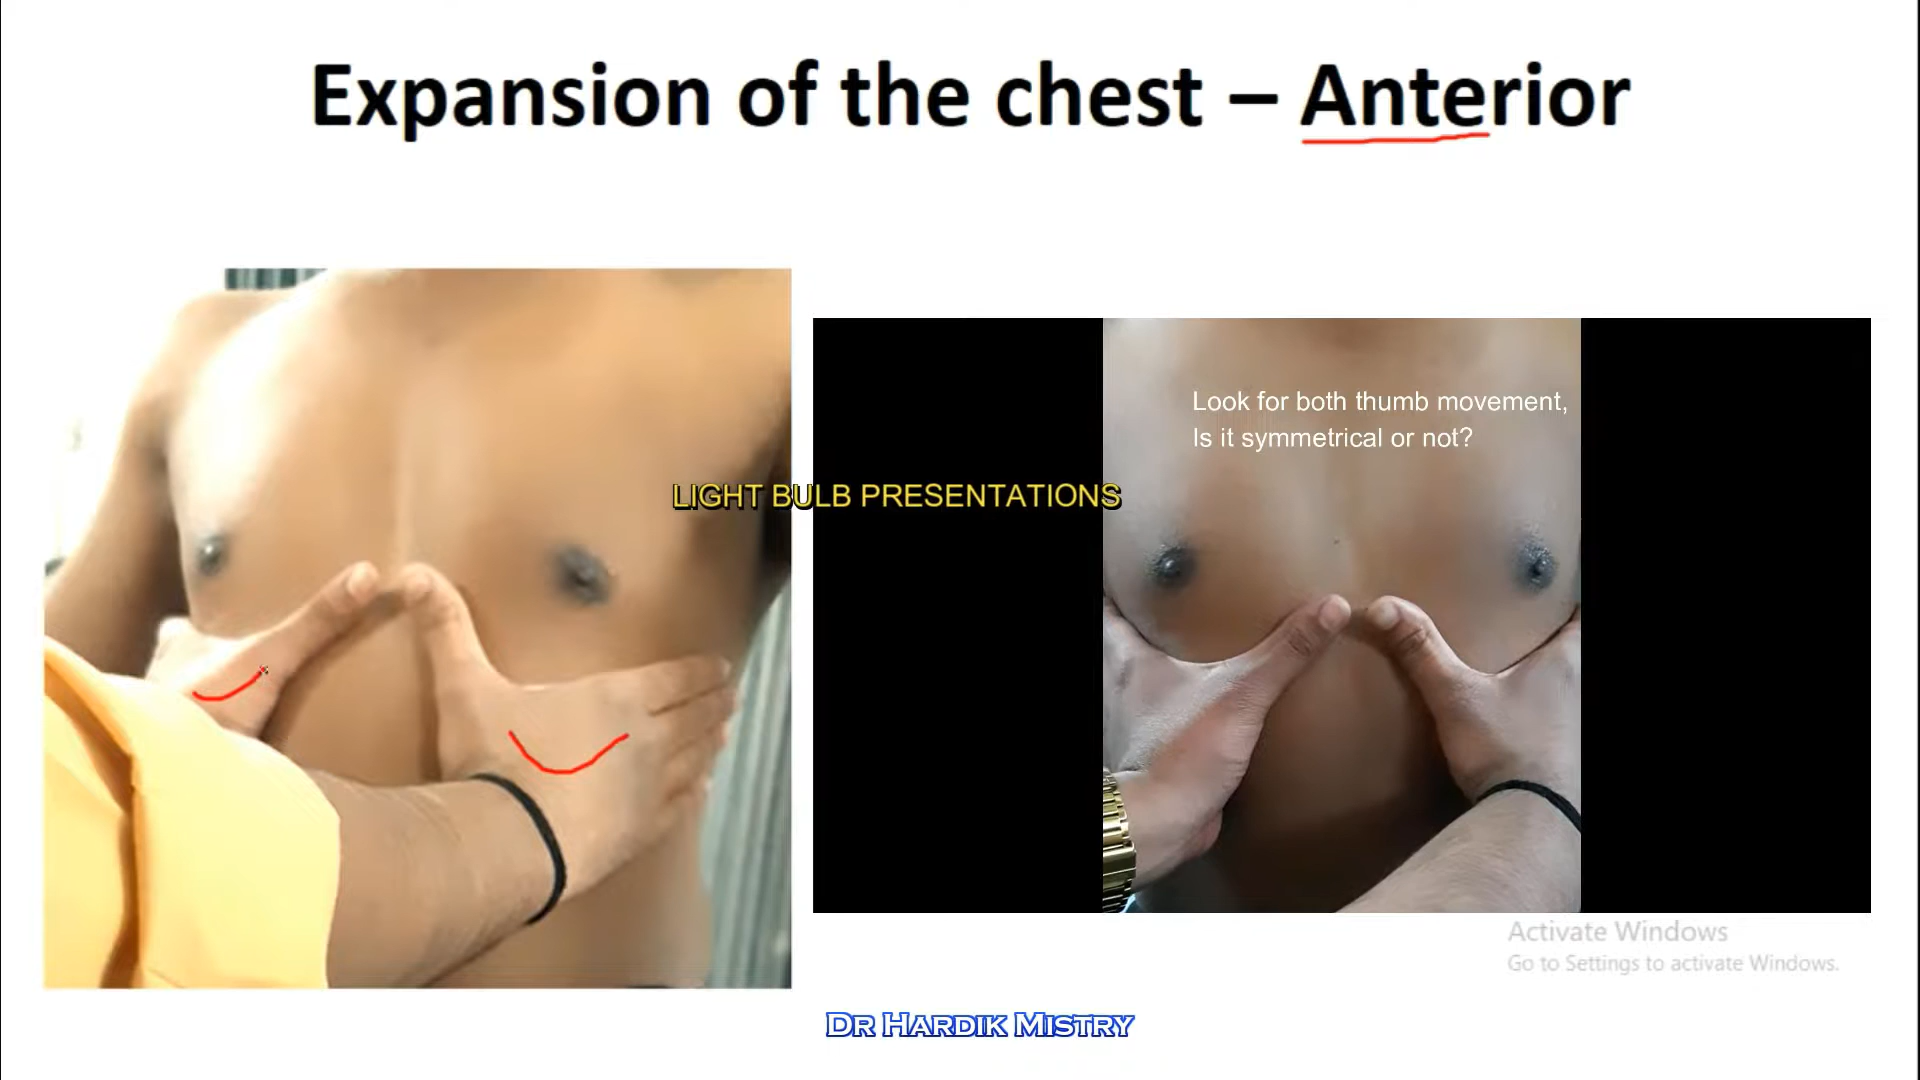 Expansion of the chest – Anterior
Look for both thumb movement,
Is it symmetrical or not?
LIGHT BULB PRESENTATIONS
Activate Windows
Go to Settings to activate Windows.
DR HARDIK MISTRY